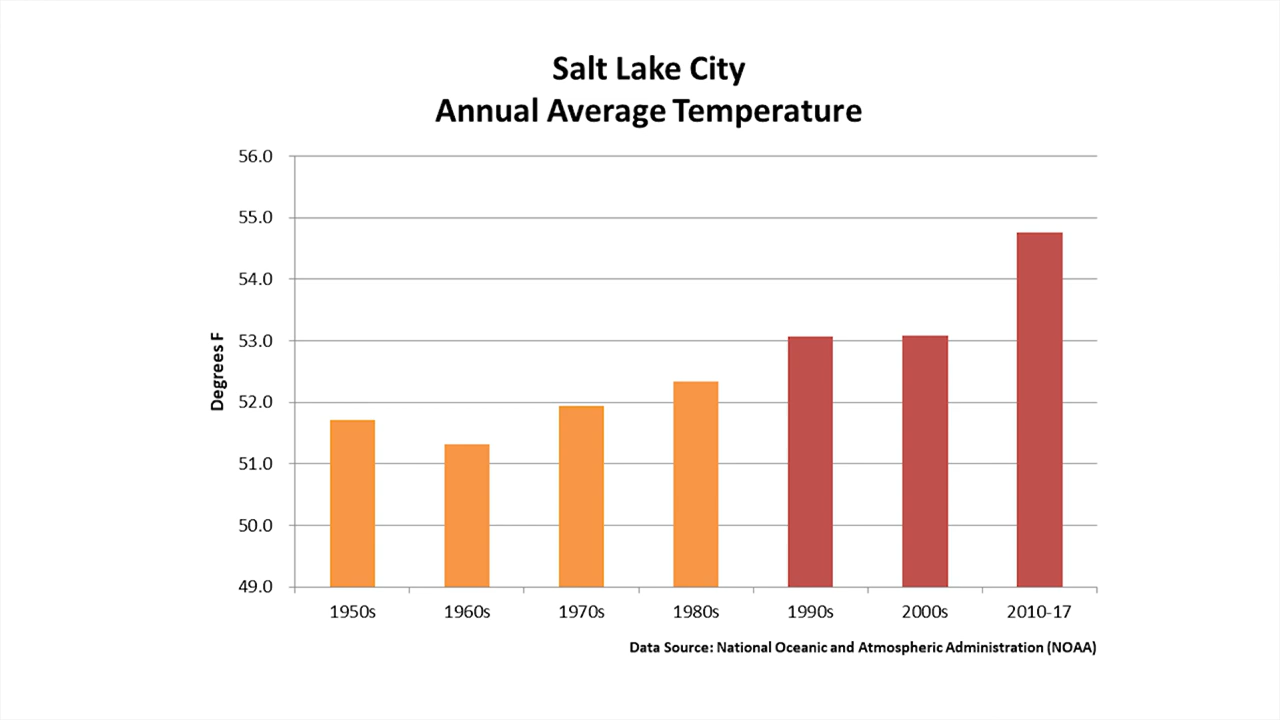 Salt Lake City
Annual Average Temperature
56.0
55.0
54.0
53.0
52.0
51.0
50.0
49.0
Degrees F
1950s 1960s 1970s 1980s 1990s 2000s 2010-17
Data Source: National Oceanic and Atmospheric Administration (NOAA)